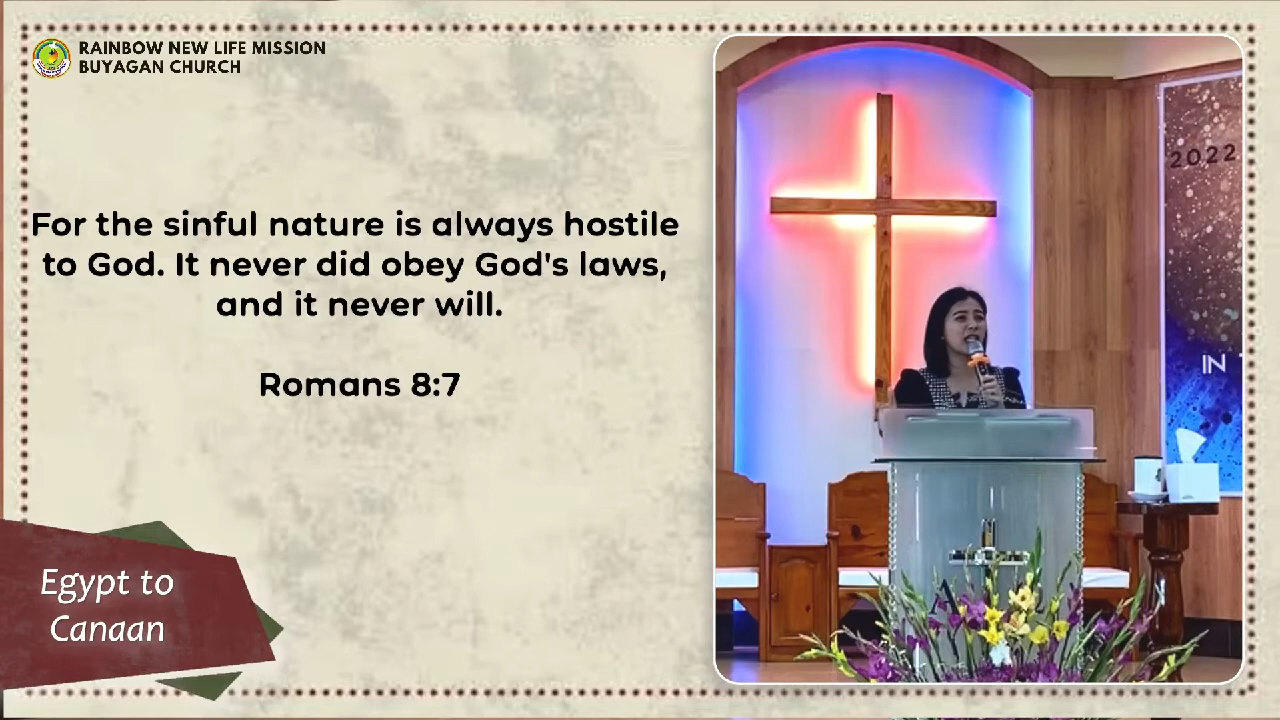 RAINBOW NEW LIFE MISSION
BUYAGAN CHURCH
For the sinful nature is always hostile
to God. It never did obey God's laws,
and it never will.
Romans 8:7
Egypt to
Canaan
2022
IN